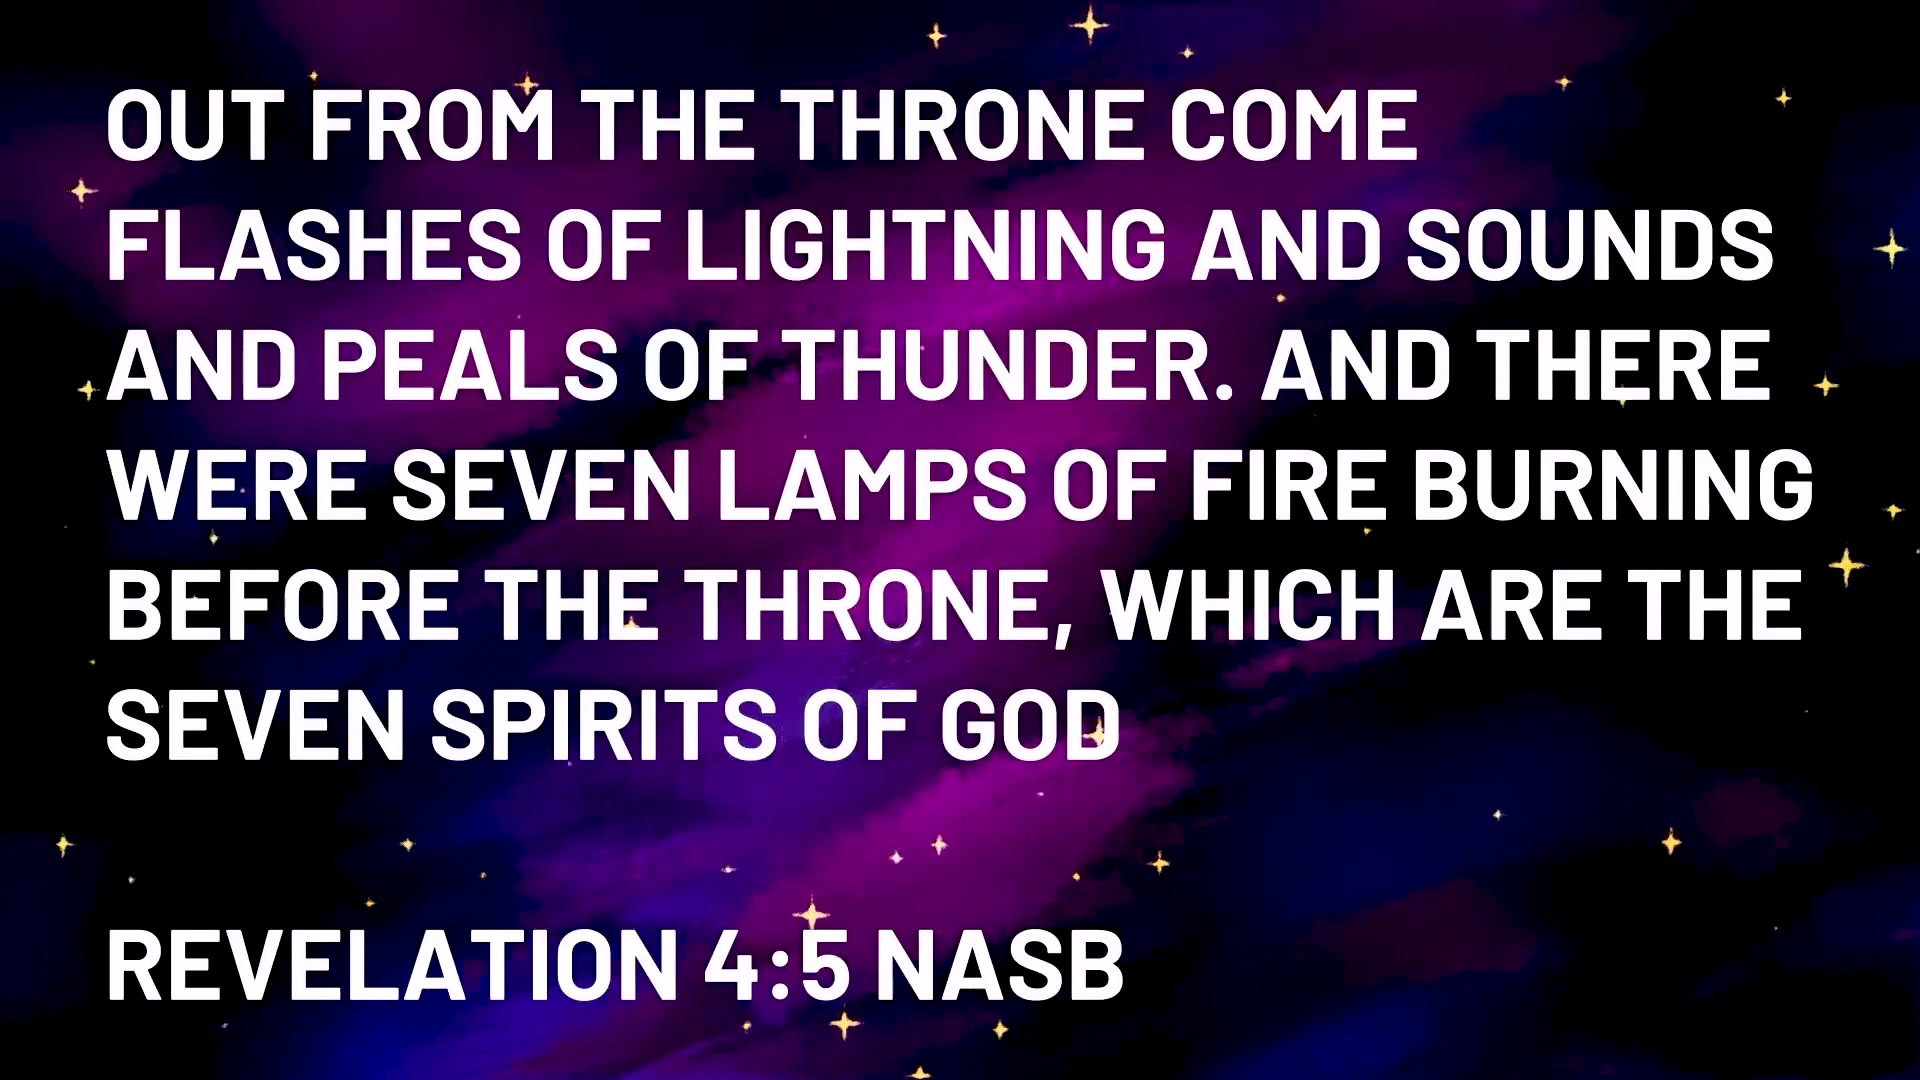 OUT FROM THE THRONE COME
FLASHES OF LIGHTNING AND SOUNDS
AND PEALS OF THUNDER. AND THERE
WERE SEVEN LAMPS OF FIRE BURNING
BEFORE THE THRONE, WHICH ARE THE
SEVEN SPIRITS OF GOD
REVELATION 4:5 NASB